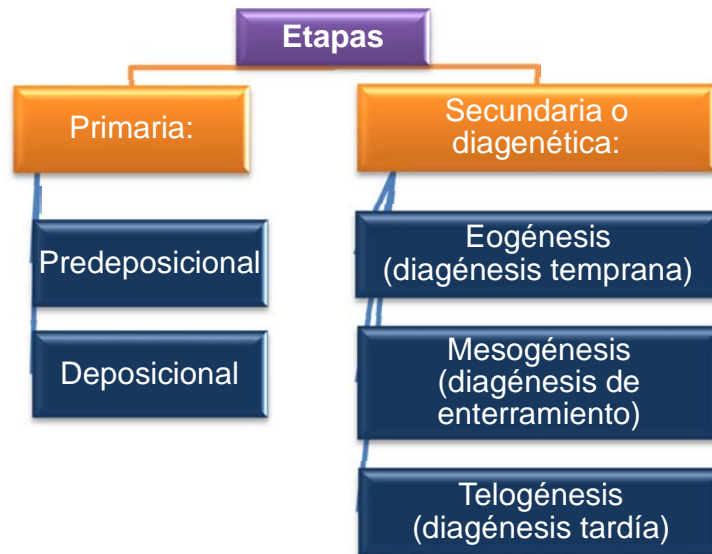 Etapas
Primaria:
Predeposicional
Deposicional
Secundaria o
diagenética:
Eogénesis
(diagénesis temprana)
Mesogénesis
(diagénesis de
enterramiento)
Telogénesis
(diagénesis tardía)